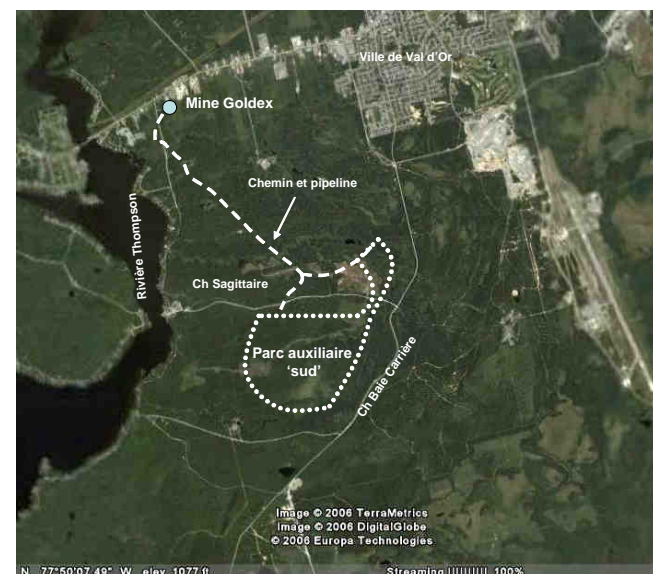 Ville de Val d'Or
Mine Goldex
Chemin et pipeline
Rivière Thompson
Ch Sagittaire
Parc auxiliaire
'sud'
Ch Baie Carrière
Image © 2006 TerraMetrics
Image © 2006 DigitalGlobe
© 2006 Europa Technologies
N 77°50'07.49" W elev 1077 ft
Streaming |||||||||| 100%